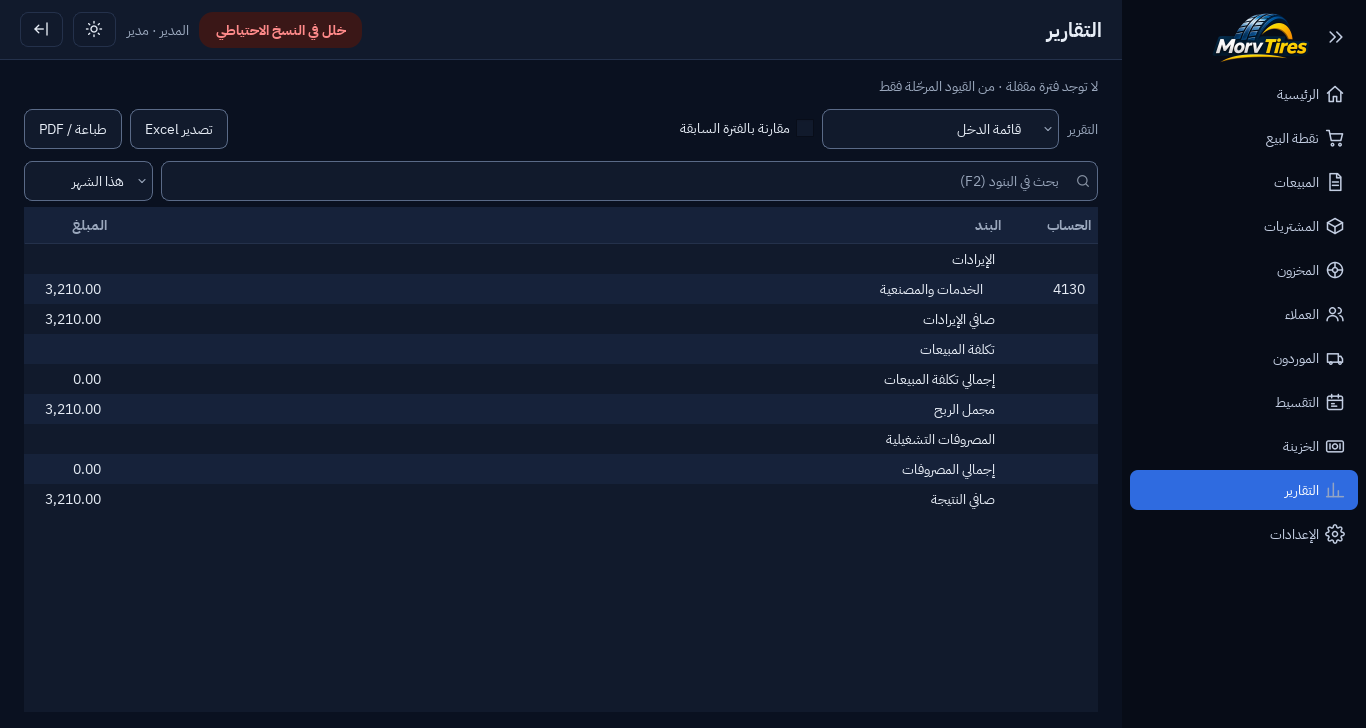 MorvTires
الرئيسية
نقطة البيع
المبيعات
المشتريات
المخزون
العملاء
الموردون
التقسيط
الخزينة
التقارير
الإعدادات
التقارير
خلل في النسخ الاحتياطي
المدير · مدير
لا توجد فترة مقفلة · من القيود المرحّلة فقط
التقرير
قائمة الدخل
مقارنة بالفترة السابقة
تصدير Excel
طباعة / PDF
بحث في البنود (F2)
هذا الشهر
الحساب البند المبلغ
الإيرادات
4130 الخدمات والمصنعية 3,210.00
صافي الإيرادات 3,210.00
تكلفة المبيعات
إجمالي تكلفة المبيعات 0.00
مجمل الربح 3,210.00
المصروفات التشغيلية
إجمالي المصروفات 0.00
صافي النتيجة 3,210.00